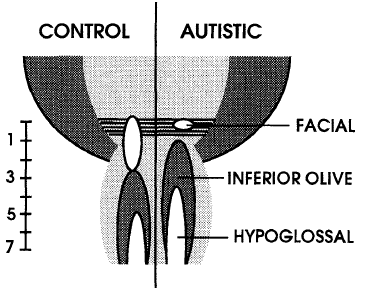 CONTROL AUTISTIC
FACIAL
1
3
INFERIOR OLIVE
5
HYPOGLOSSAL
7